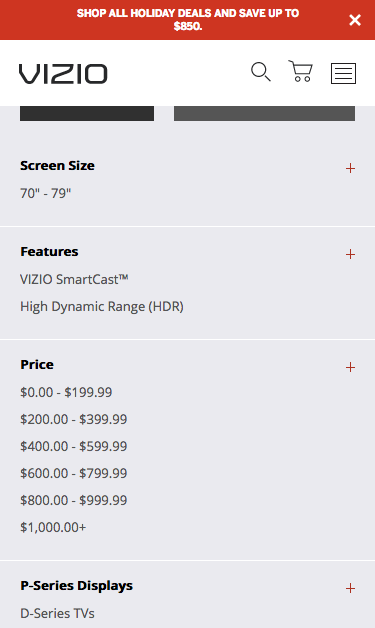 SHOP ALL HOLIDAY DEALS AND SAVE UP TO
$850.
VIZIO
Screen Size
70" - 79"
Features
VIZIO SmartCast™
High Dynamic Range (HDR)
Price
$0.00 - $199.99
$200.00 - $399.99
$400.00 - $599.99
$600.00 - $799.99
$800.00 - $999.99
$1,000.00+
P-Series Displays
D-Series TVs